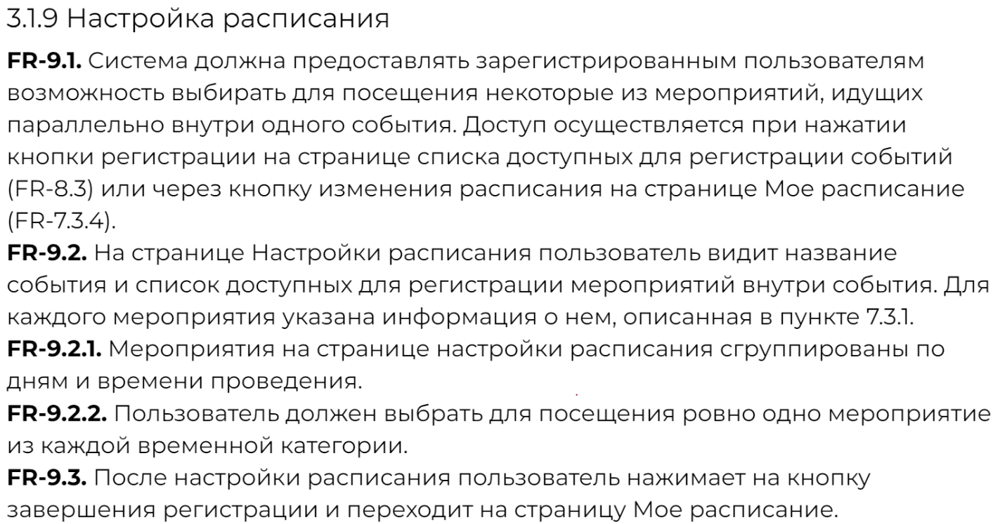 3.1.9 Настройка расписания
FR-9.1. Система должна предоставлять зарегистрированным пользователям
возможность выбирать для посещения некоторые из мероприятий, идущих
параллельно внутри одного события. Доступ осуществляется при нажатии
кнопки регистрации на странице списка доступных для регистрации событий
(FR-8.3) или через кнопку изменения расписания на странице Мое расписание
(FR-7.3.4).
FR-9.2. На странице Настройки расписания пользователь видит название
события и список доступных для регистрации мероприятий внутри события. Для
каждого мероприятия указана информация о нем, описанная в пункте 7.3.1.
FR-9.2.1. Мероприятия на странице настройки расписания сгруппированы по
дням и времени проведения.
FR-9.2.2. Пользователь должен выбрать для посещения ровно одно мероприятие
из каждой временной категории.
FR-9.3. После настройки расписания пользователь нажимает на кнопку
завершения регистрации и переходит на страницу Мое расписание.